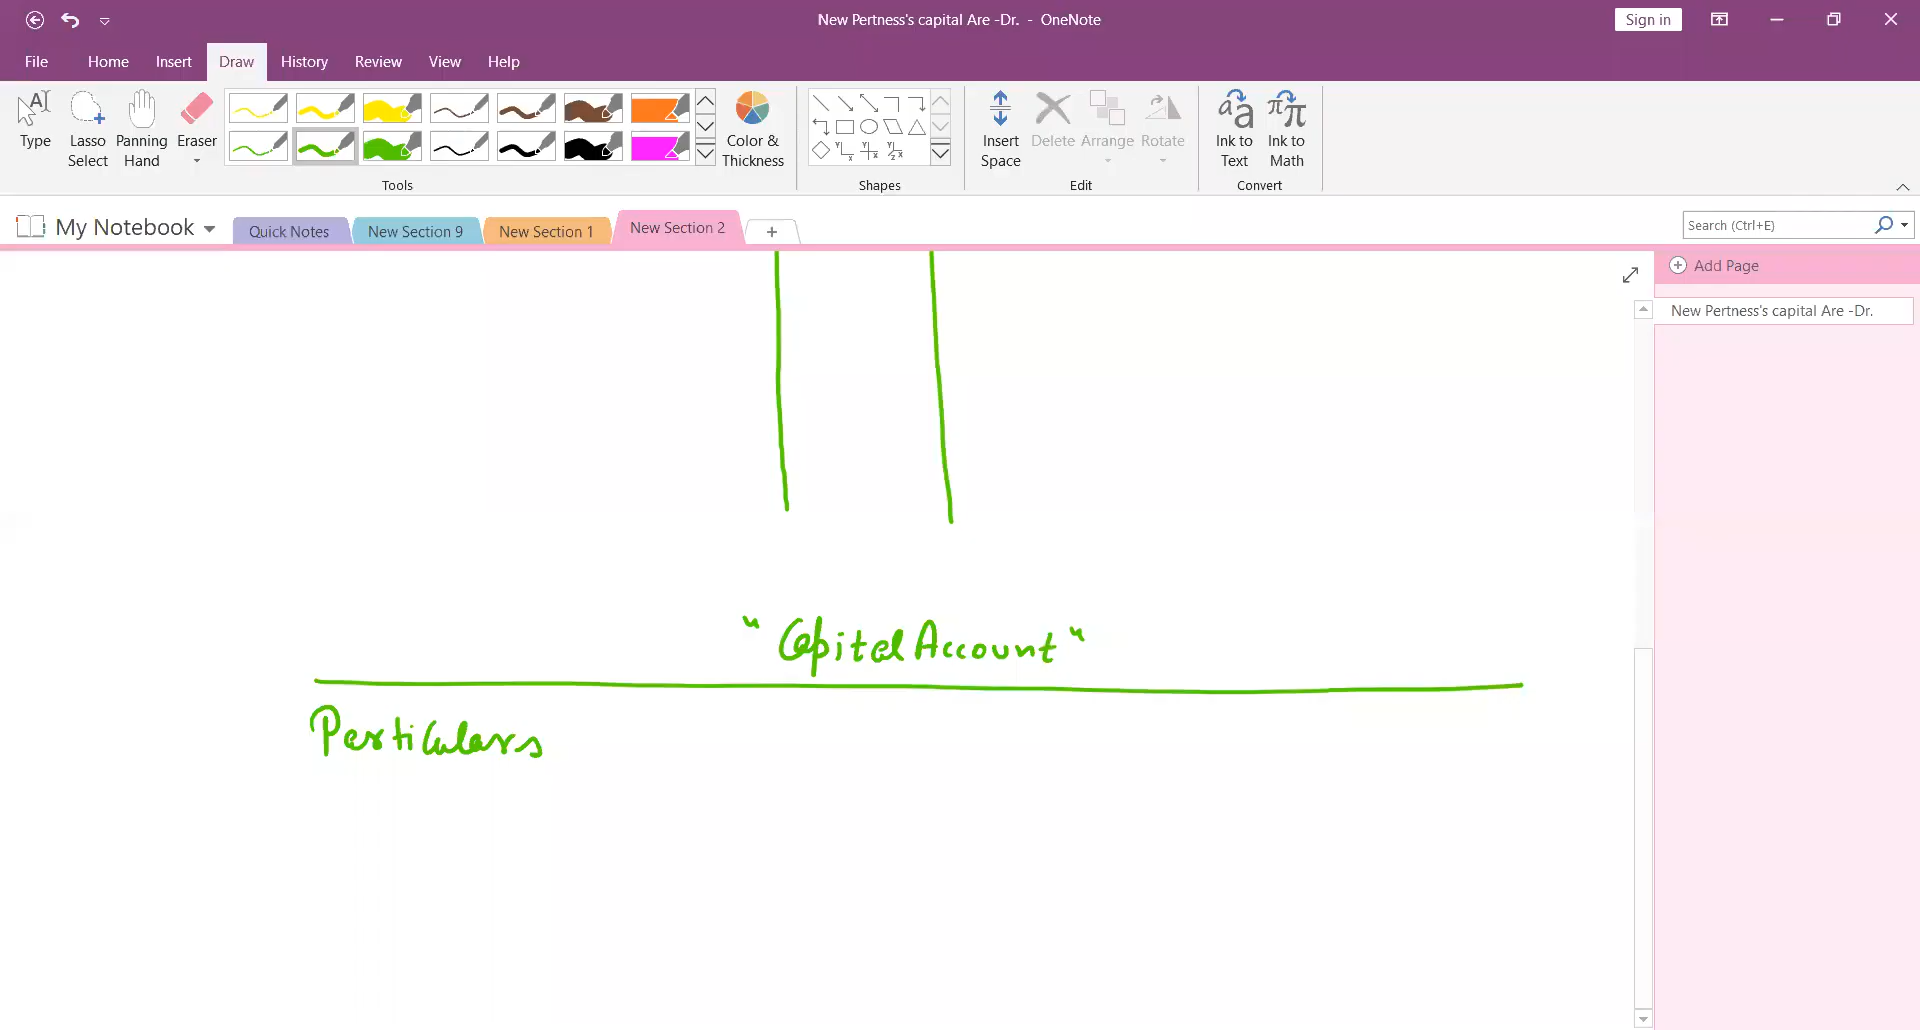 New Pertness's capital Are -Dr. - OneNote
Sign in
File Home Insert Draw History Review View Help
Type
Lasso Select
Panning Hand
Eraser
Color & Thickness
Insert Space
Delete
Arrange
Rotate
Ink to Text
Ink to Math
Tools
Shapes
Edit
Convert
My Notebook
Quick Notes
New Section 9
New Section 1
New Section 2
Search (Ctrl+E)
Add Page
New Pertness's capital Are -Dr.
"Capital Account"
Particulars